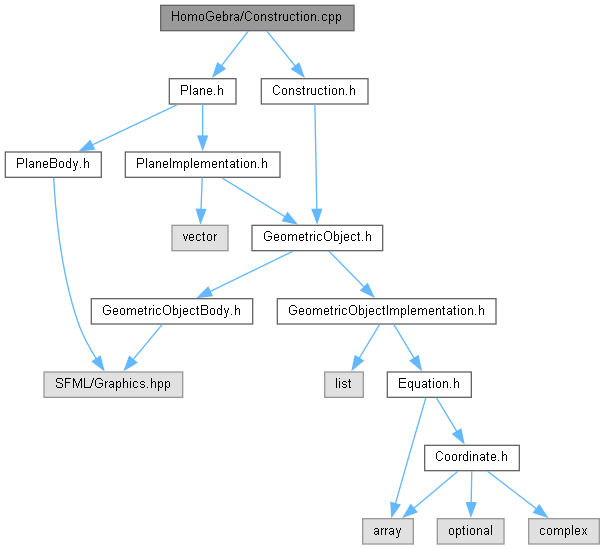 HomoGebra/Construction.cpp
Plane.h
Construction.h
PlaneBody.h
PlaneImplementation.h
vector
GeometricObject.h
GeometricObjectBody.h
GeometricObjectImplementation.h
SFML/Graphics.hpp
list
Equation.h
Coordinate.h
array
optional
complex